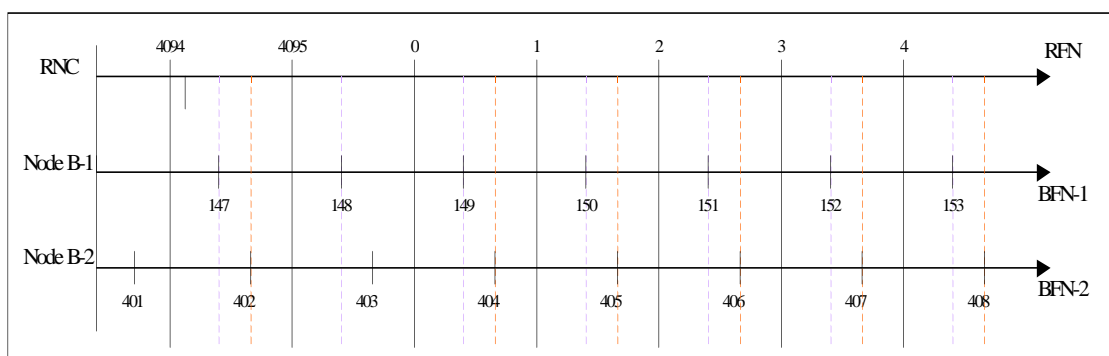 4094 4095 0 1 2 3 4
RNC RFN
Node B-1
147 148 149 150 151 152 153 BFN-1
Node B-2
401 402 403 404 405 406 407 408 BFN-2